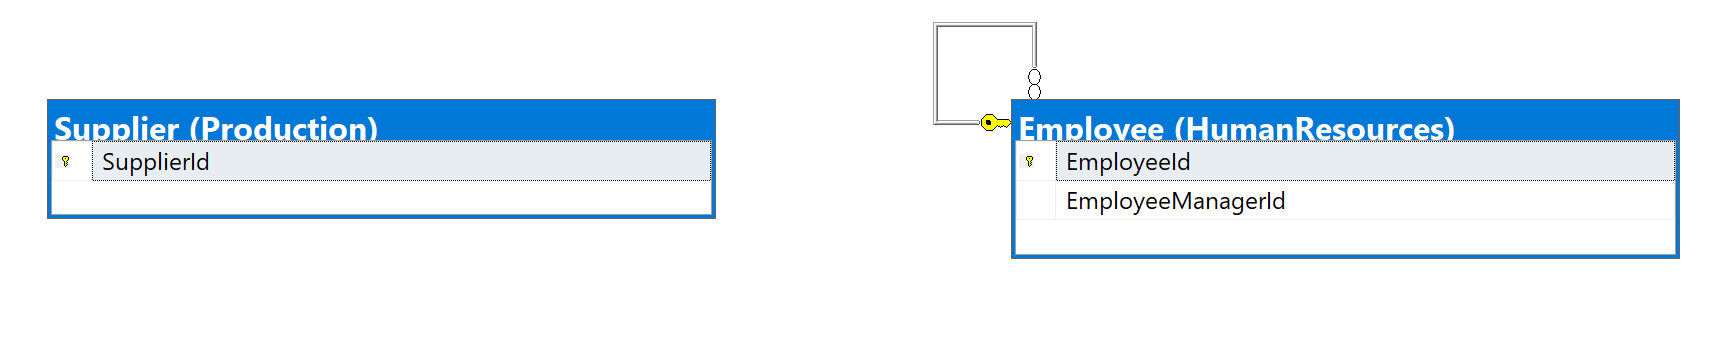 Supplier (Production)
SupplierId
Employee (HumanResources)
EmployeeId
EmployeeManagerId